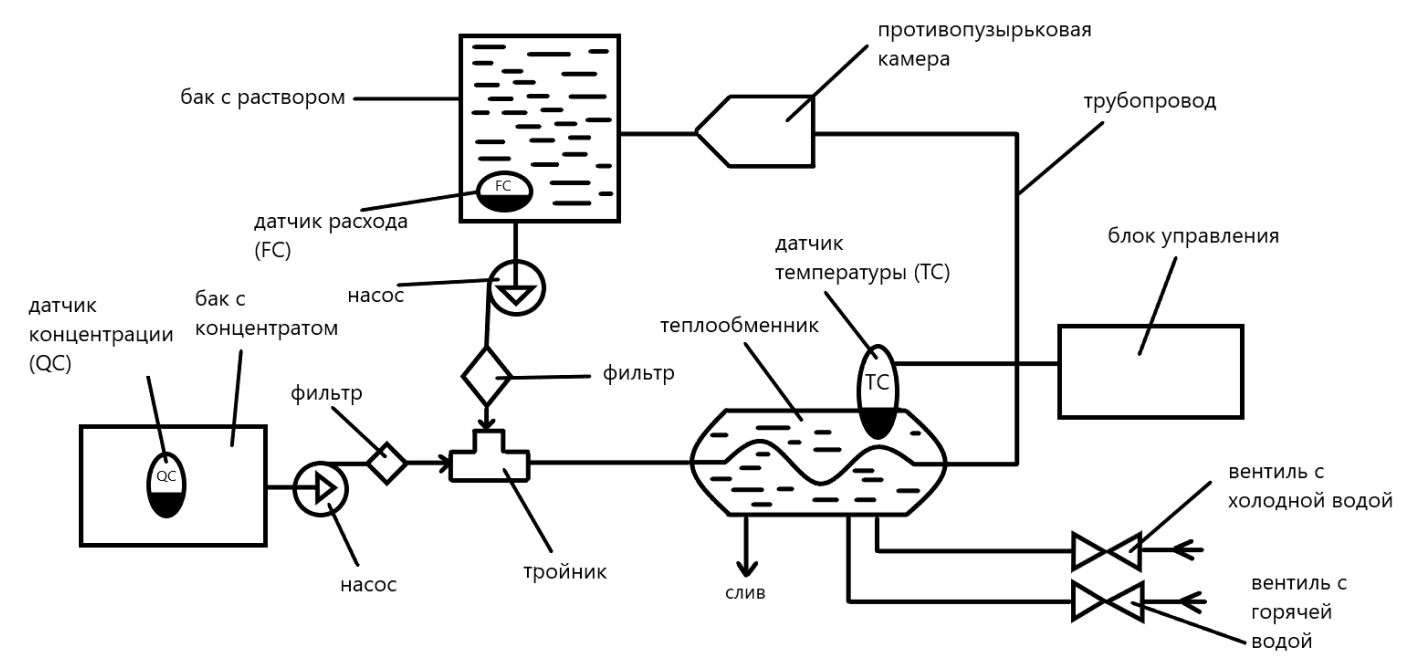 противопузырьковая
камера
бак с раствором
трубопровод
FC
датчик расхода
(FC)
блок управления
датчик
температуры (TC)
насос
датчик
концентрации
(QC)
бак с
концентратом
теплообменник
фильтр
TC
фильтр
QC
вентиль с
холодной водой
тройник
насос
слив
вентиль с
горячей
водой